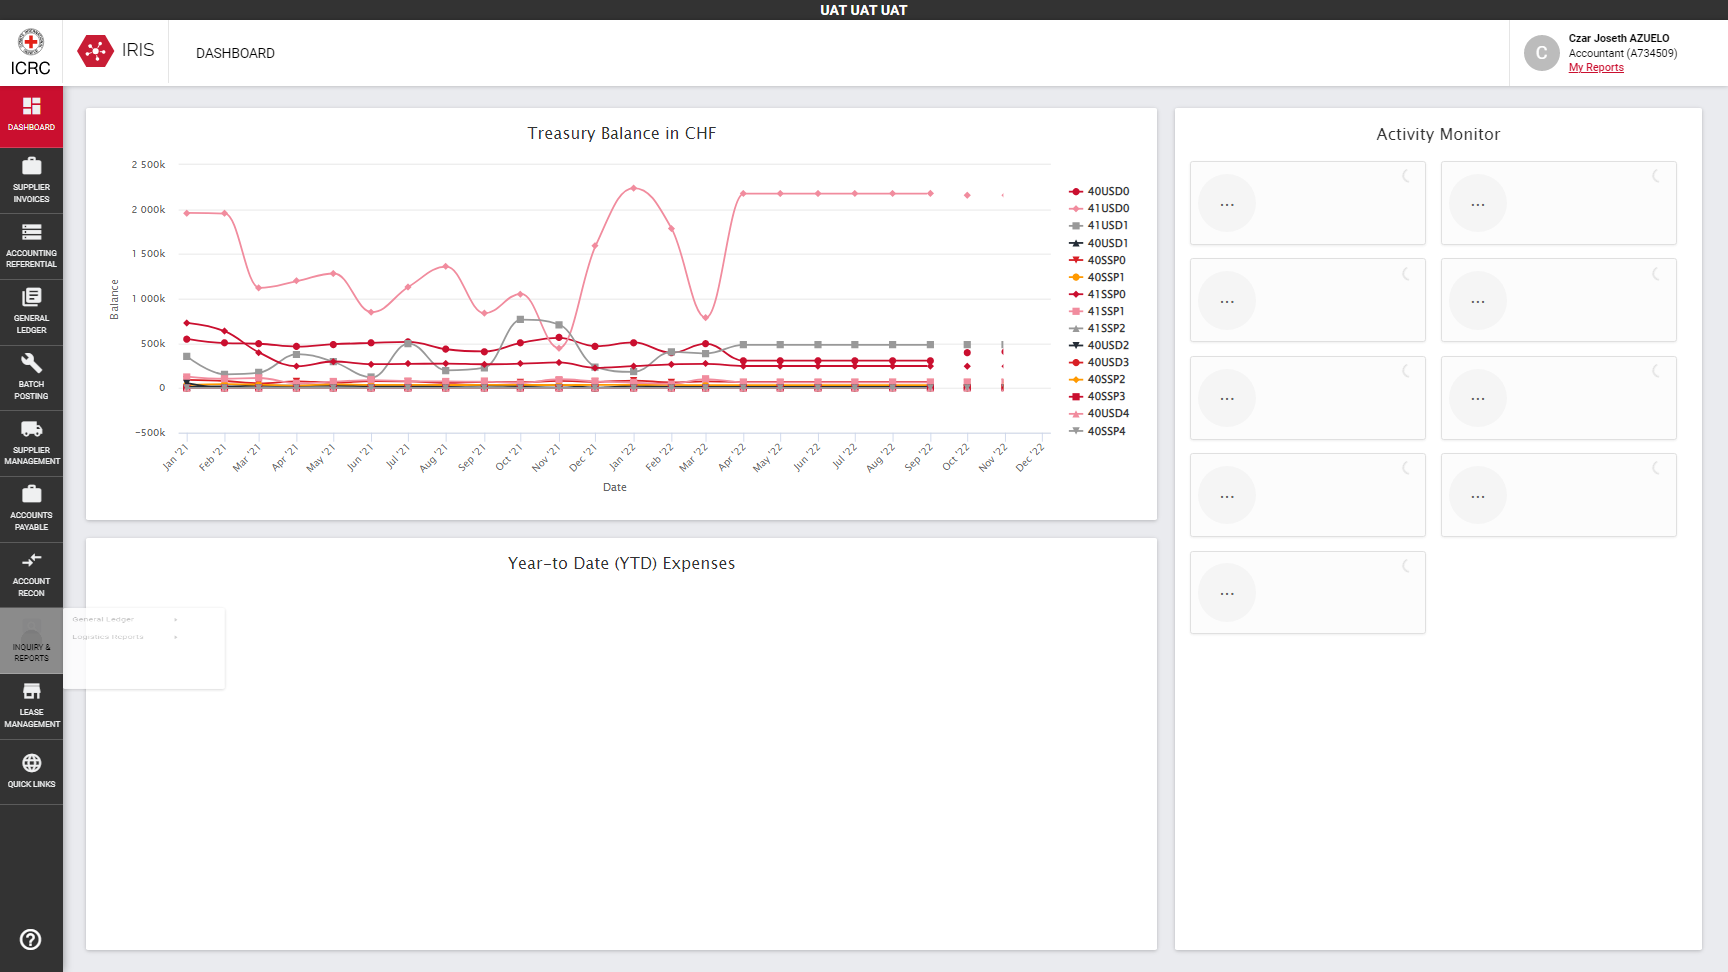 UAT UAT UAT
ICRC
IRIS
DASHBOARD
C
Czar Joseth AZUELO
Accountant (A734509)
My Reports
DASHBOARD
SUPPLIER
INVOICES
ACCOUNTING
REFERENTIAL
GENERAL
LEDGER
BATCH
POSTING
SUPPLIER
MANAGEMENT
ACCOUNTS
PAYABLE
ACCOUNT
RECON
INQUIRY &
REPORTS
LEASE
MANAGEMENT
QUICK LINKS
General Ledger
Logistics Reports
Treasury Balance in CHF
2 500k
2 000k
1 500k
1 000k
500k
0
-500k
Balance
Jan '21
Feb '21
Mar '21
Apr '21
May '21
Jun '21
Jul '21
Aug '21
Sep '21
Oct '21
Nov '21
Dec '21
Jan '22
Feb '22
Mar '22
Apr '22
May '22
Jun '22
Jul '22
Aug '22
Sep '22
Oct '22
Nov '22
Dec '22
Date
40USD0
41USD0
41USD1
40USD1
40SSP0
40SSP1
41SSP0
41SSP1
41SSP2
40USD2
40USD3
40SSP2
40SSP3
40USD4
40SSP4
Year-to Date (YTD) Expenses
Activity Monitor
...
...
...
...
...
...
...
...
...